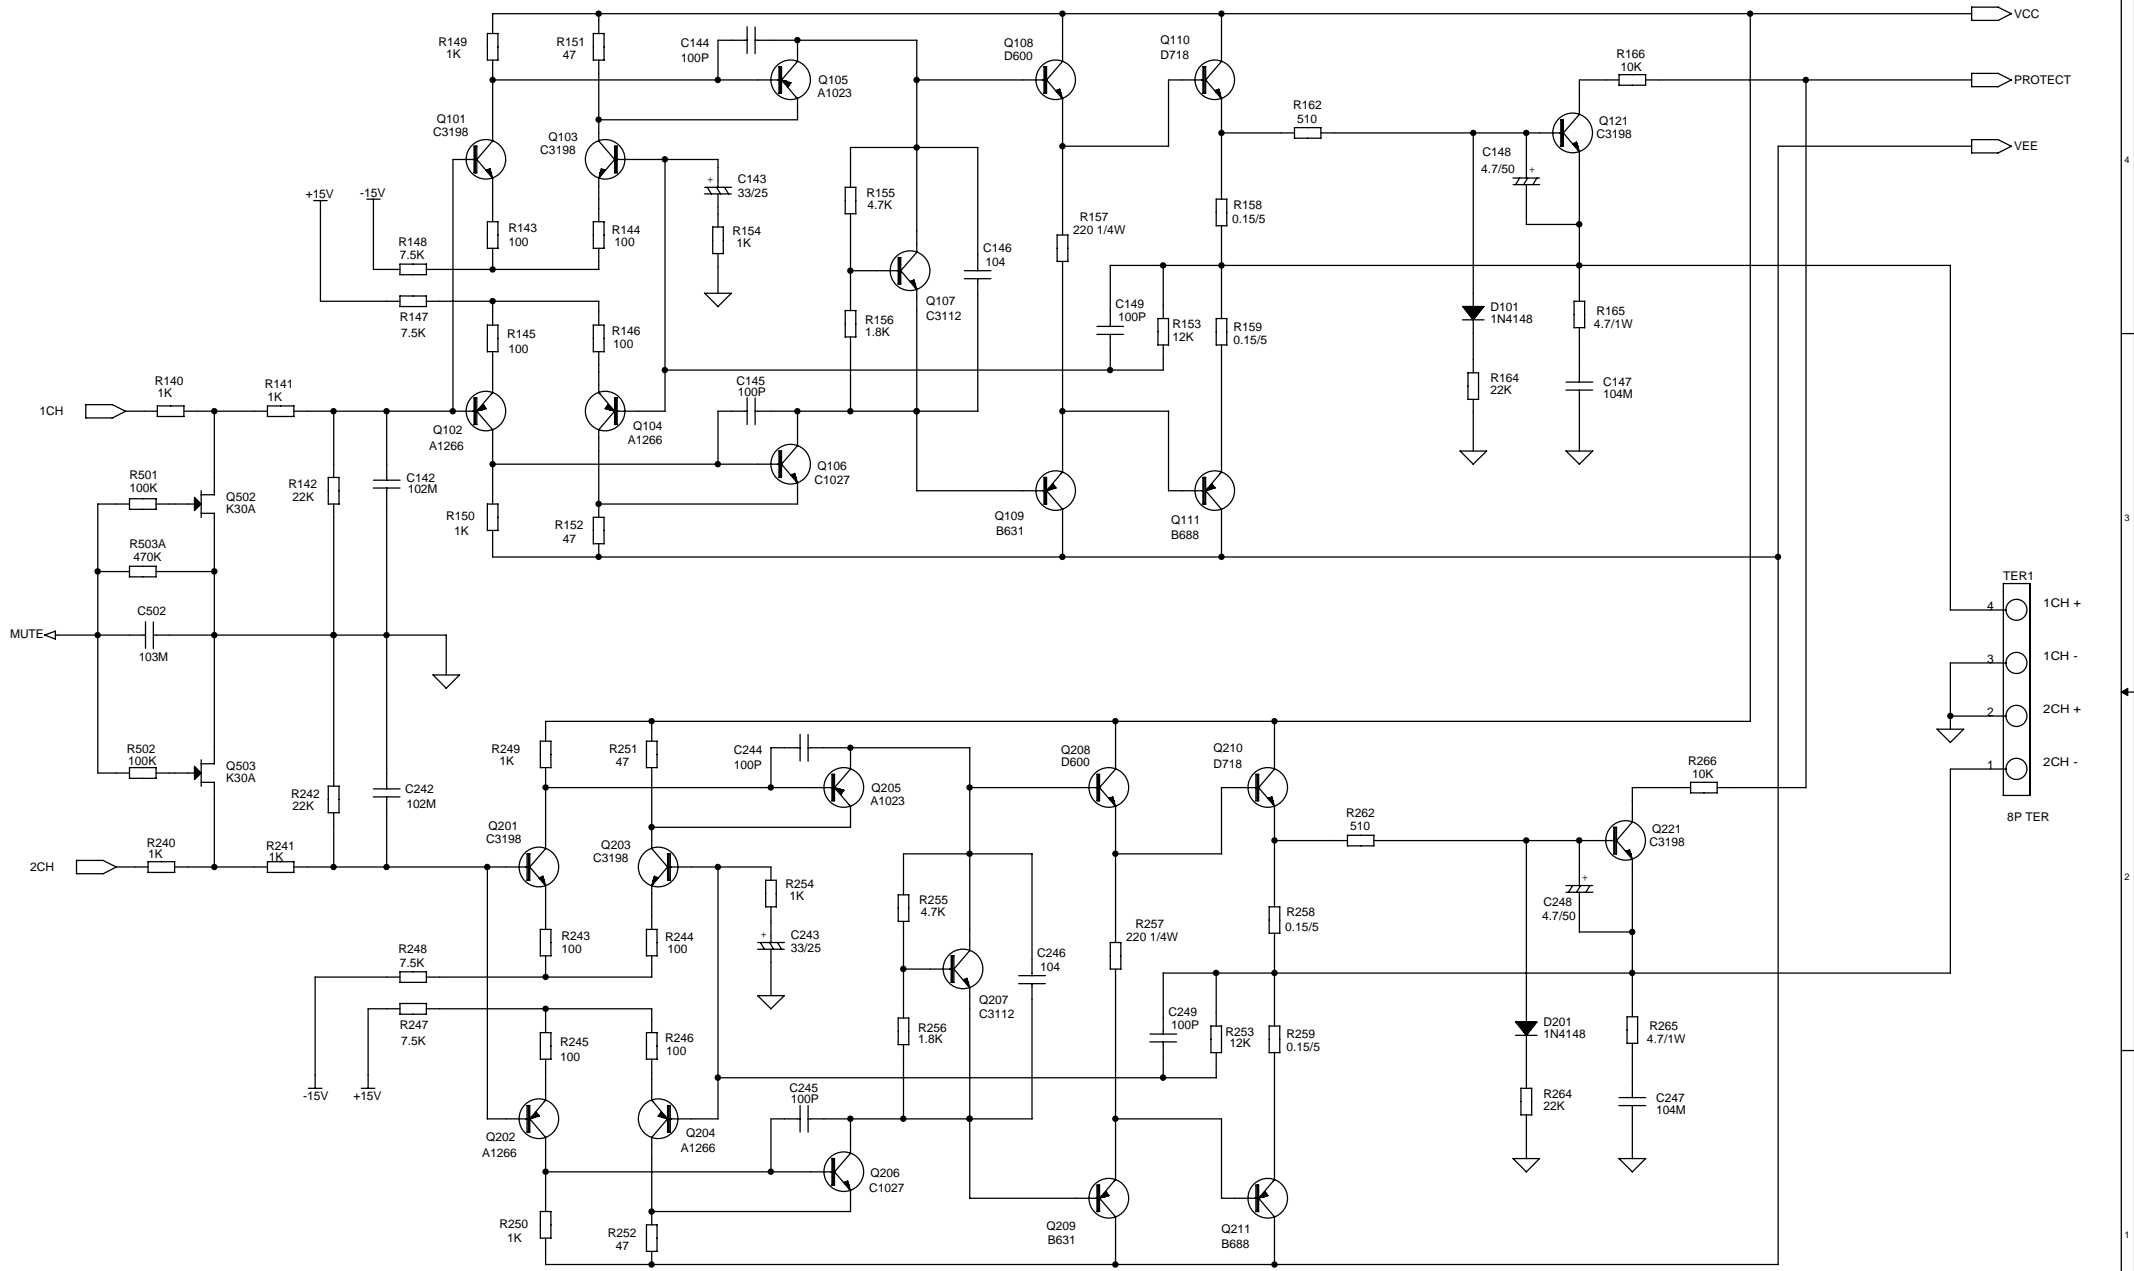 R149
1K
R151
47
C144
100P
Q105
A1023
Q108
D600
Q110
D718
R166
10K
VCC
PROTECT
VEE
Q101
C3198
Q103
C3198
R162
510
Q121
C3198
C148
+
4.7/50
+
C143
33/25
+15V
-15V
R155
4.7K
R143
100
R144
100
R154
1K
R157
220 1/4W
R158
0.15/5
R148
7.5K
C146
104
Q107
C3112
R147
7.5K
R145
100
R146
100
R156
1.8K
C149
100P
R153
12K
R159
0.15/5
D101
1N4148
R165
4.7/1W
R140
1K
R141
1K
C145
100P
R164
22K
C147
104M
1CH
Q102
A1266
Q104
A1266
Q106
C1027
R501
100K
Q502
K30A
R142
22K
C142
102M
R150
1K
R152
47
Q109
B631
Q111
B688
R503A
470K
C502
103M
MUTE
TER1
4
1CH +
3
1CH -
2
2CH +
1
2CH -
8P TER
R502
100K
Q503
K30A
R242
22K
C242
102M
R249
1K
R251
47
C244
100P
Q205
A1023
Q208
D600
Q210
D718
R266
10K
R240
1K
R241
1K
2CH
Q201
C3198
Q203
C3198
R262
510
Q221
C3198
R254
1K
+
C243
33/25
R255
4.7K
C248
+
4.7/50
R243
100
R244
100
R257
220 1/4W
R258
0.15/5
R248
7.5K
C246
104
Q207
C3112
R247
7.5K
R245
100
R246
100
R256
1.8K
C249
100P
R253
12K
R259
0.15/5
D201
1N4148
R265
4.7/1W
-15V
+15V
C245
100P
R264
22K
C247
104M
Q202
A1266
Q204
A1266
Q206
C1027
R250
1K
R252
47
Q209
B631
Q211
B688
4
3
2
1